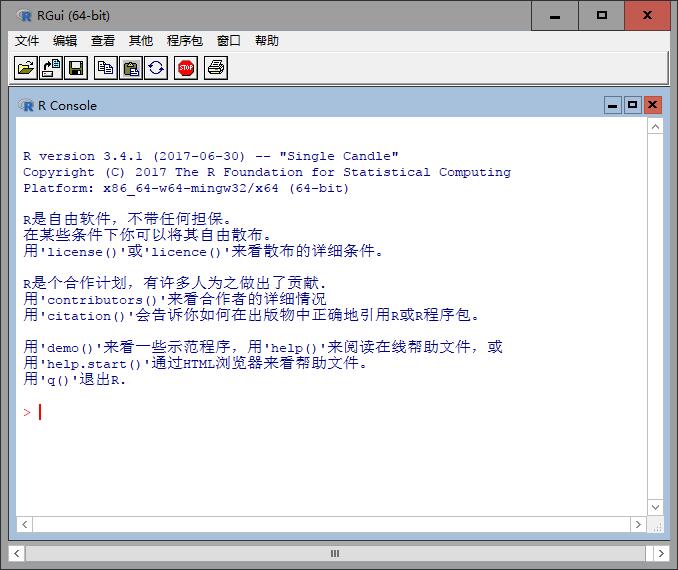 RGui (64-bit)
文件 编辑 查看 其他 程序包 窗口 帮助
STOP
R Console
R version 3.4.1 (2017-06-30) -- "Single Candle"
Copyright (C) 2017 The R Foundation for Statistical Computing
Platform: x86_64-w64-mingw32/x64 (64-bit)
R是自由软件，不带任何担保。
在某些条件下你可以将其自由散布。
用'license()'或'licence()'来看散布的详细条件。
R是个合作计划，有许多人为之做出了贡献.
用'contributors()'来看合作者的详细情况
用'citation()'会告诉你如何在出版物中正确地引用R或R程序包。
用'demo()'来看一些示范程序，用'help()'来阅读在线帮助文件，或
用'help.start()'通过HTML浏览器来看帮助文件。
用'q()'退出R.
>